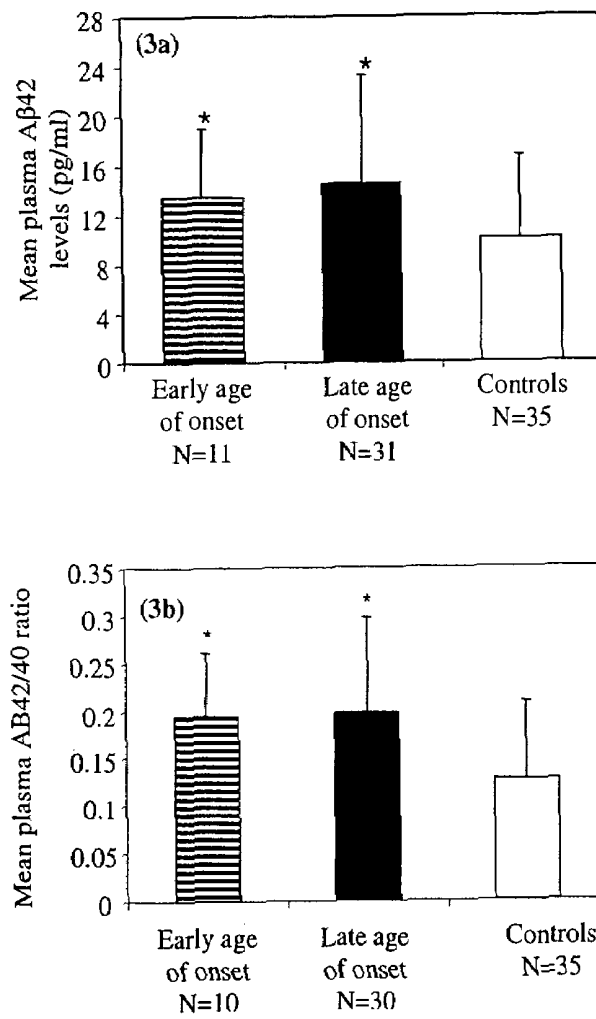 28
(3a)
24
20
16
12
8
4
0
Mean plasma Aβ42
levels (pg/ml)
*
*
Early age
of onset
N=11
Late age
of onset
N=31
Controls
N=35
0.35
(3b)
0.3
0.25
0.2
0.15
0.1
0.05
0
Mean plasma AB42/40 ratio
*
*
Early age
of onset
N=10
Late age
of onset
N=30
Controls
N=35